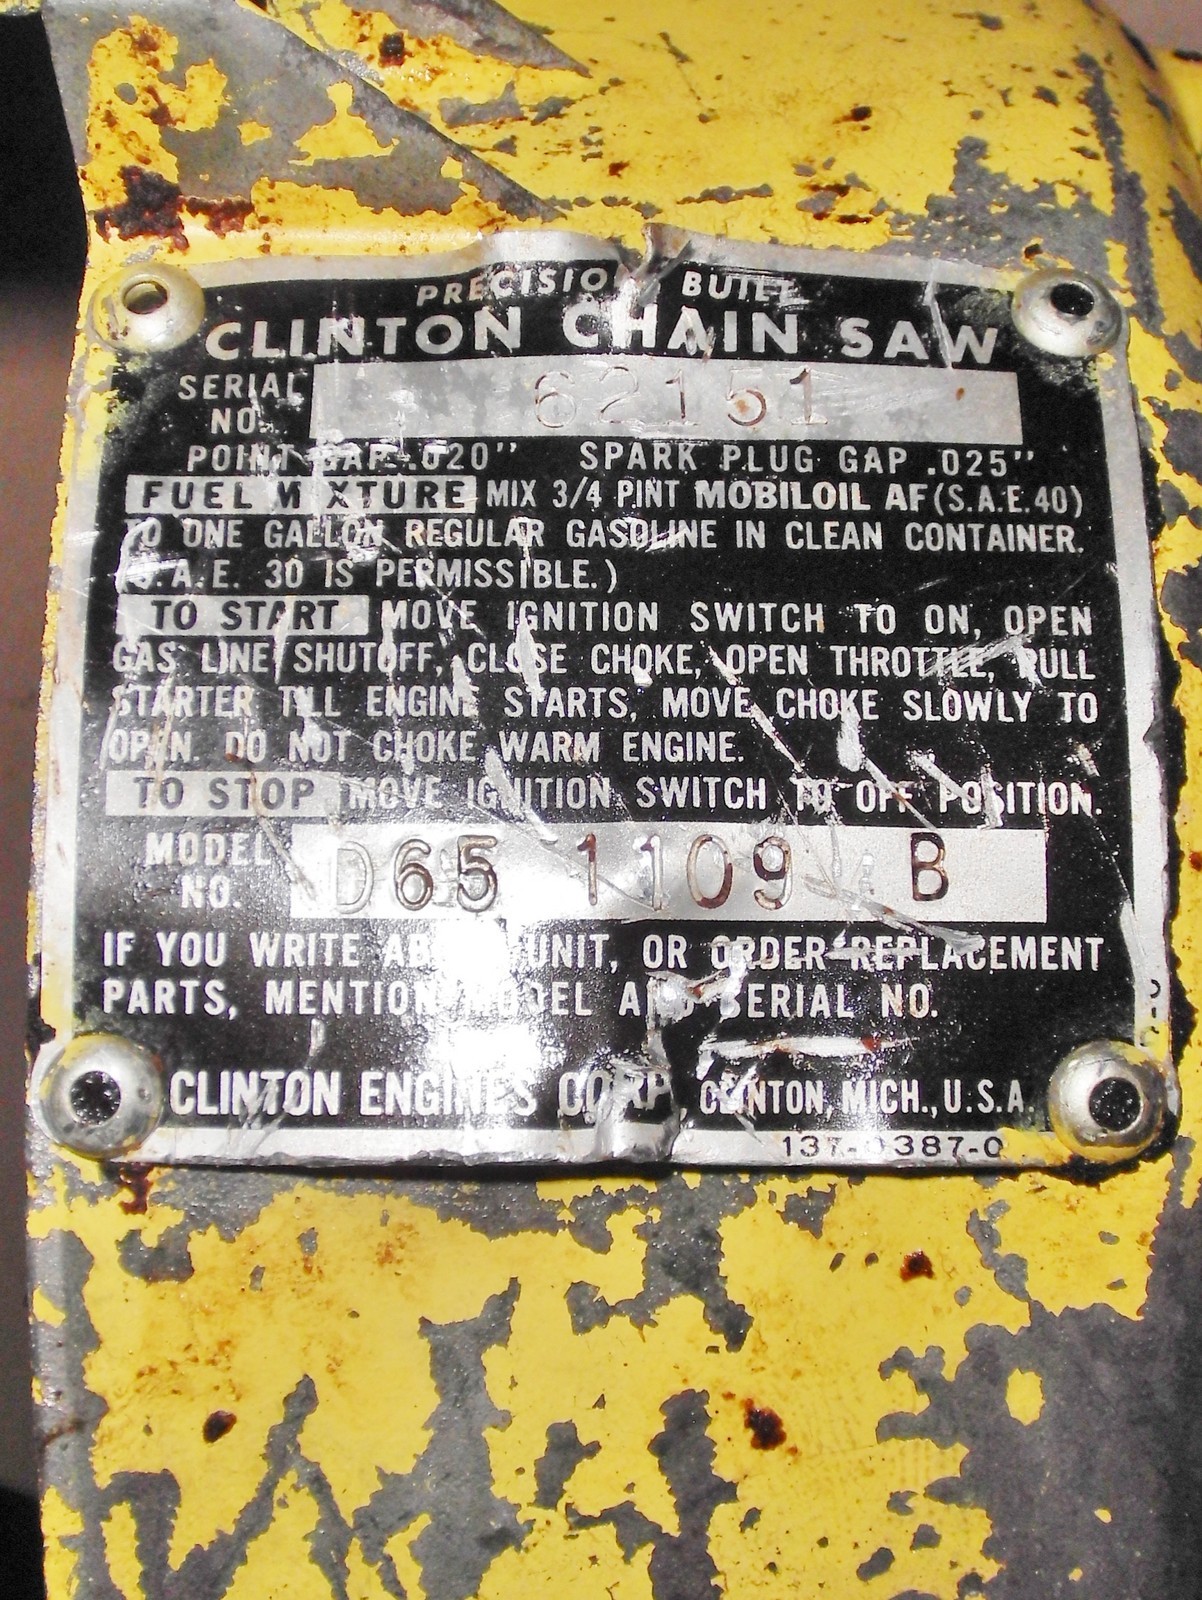 PRECISION BUILT
CLINTON CHAIN SAW
SERIAL NO. 62151
POINT GAP .020" SPARK PLUG GAP .025"
FUEL MIXTURE MIX 3/4 PINT MOBILOIL AF (S.A.E. 40)
TO ONE GALLON REGULAR GASOLINE IN CLEAN CONTAINER.
(S.A.E. 30 IS PERMISSIBLE.)
TO START MOVE IGNITION SWITCH TO ON, OPEN
GAS LINE SHUTOFF, CLOSE CHOKE, OPEN THROTTLE, PULL
STARTER TILL ENGINE STARTS, MOVE CHOKE SLOWLY TO
OPEN. DO NOT CHOKE WARM ENGINE.
TO STOP MOVE IGNITION SWITCH TO OFF POSITION.
MODEL NO. D65 1109 B
IF YOU WRITE UNIT, OR ORDER REPLACEMENT
PARTS, MENTION MODEL AND SERIAL NO.
CLINTON ENGINES CORP., CLINTON, MICH., U.S.A.
137-0387-0